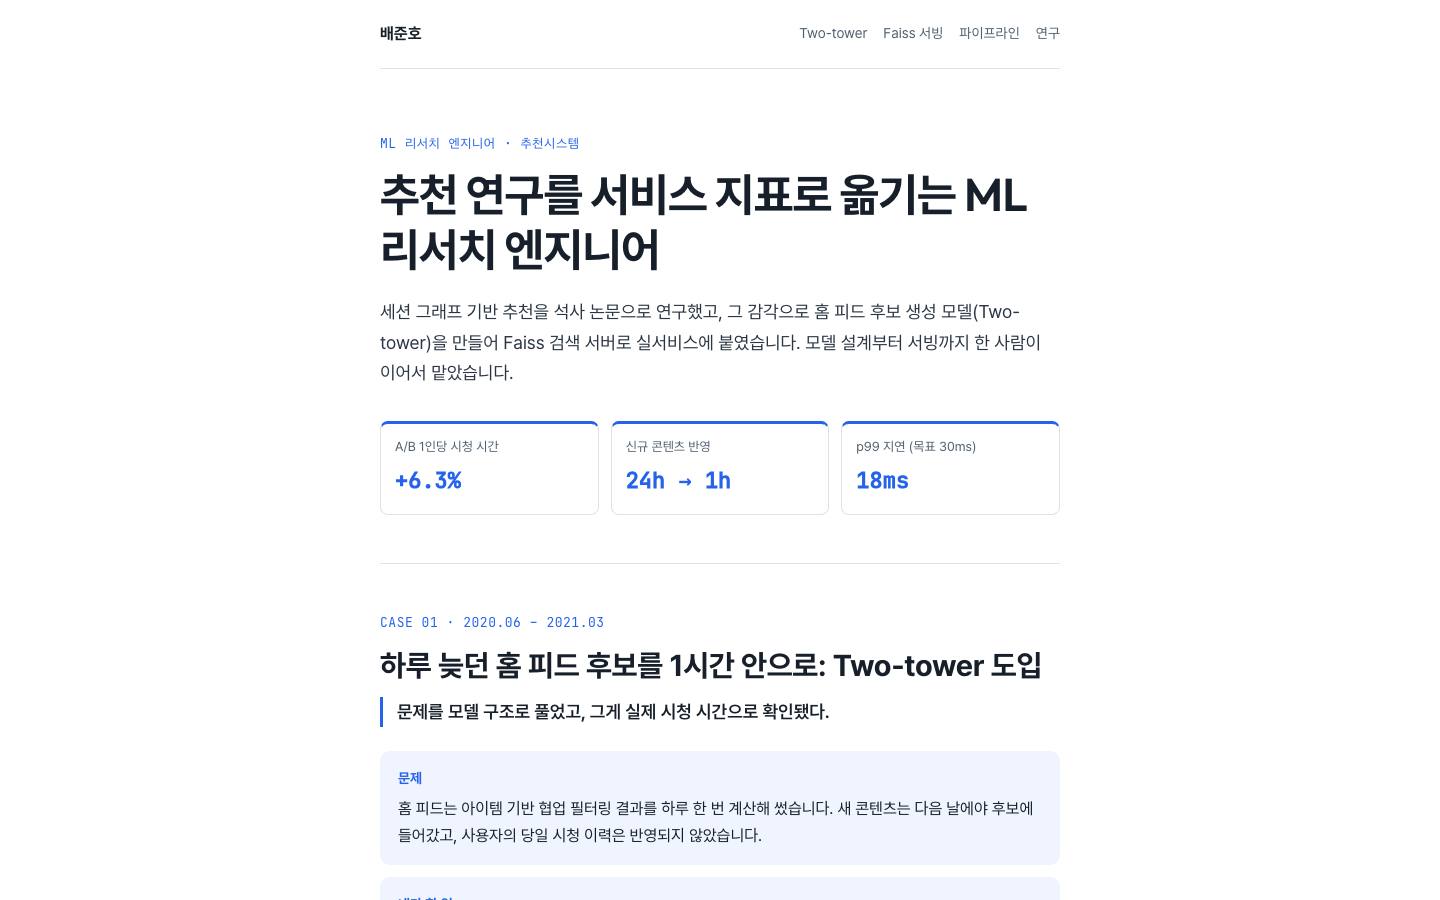 배준호
Two-tower Faiss 서빙 파이프라인 연구
ML 리서치 엔지니어 · 추천시스템
추천 연구를 서비스 지표로 옮기는 ML
리서치 엔지니어
세션 그래프 기반 추천을 석사 논문으로 연구했고, 그 감각으로 홈 피드 후보 생성 모델(Two-
tower)을 만들어 Faiss 검색 서버로 실서비스에 붙였습니다. 모델 설계부터 서빙까지 한 사람이
이어서 맡았습니다.
A/B 1인당 시청 시간
+6.3%
신규 콘텐츠 반영
24h → 1h
p99 지연 (목표 30ms)
18ms
CASE 01 · 2020.06 – 2021.03
하루 늦던 홈 피드 후보를 1시간 안으로: Two-tower 도입
문제를 모델 구조로 풀었고, 그게 실제 시청 시간으로 확인됐다.
문제
홈 피드는 아이템 기반 협업 필터링 결과를 하루 한 번 계산해 썼습니다. 새 콘텐츠는 다음 날에야 후보에
들어갔고, 사용자의 당일 시청 이력은 반영되지 않았습니다.